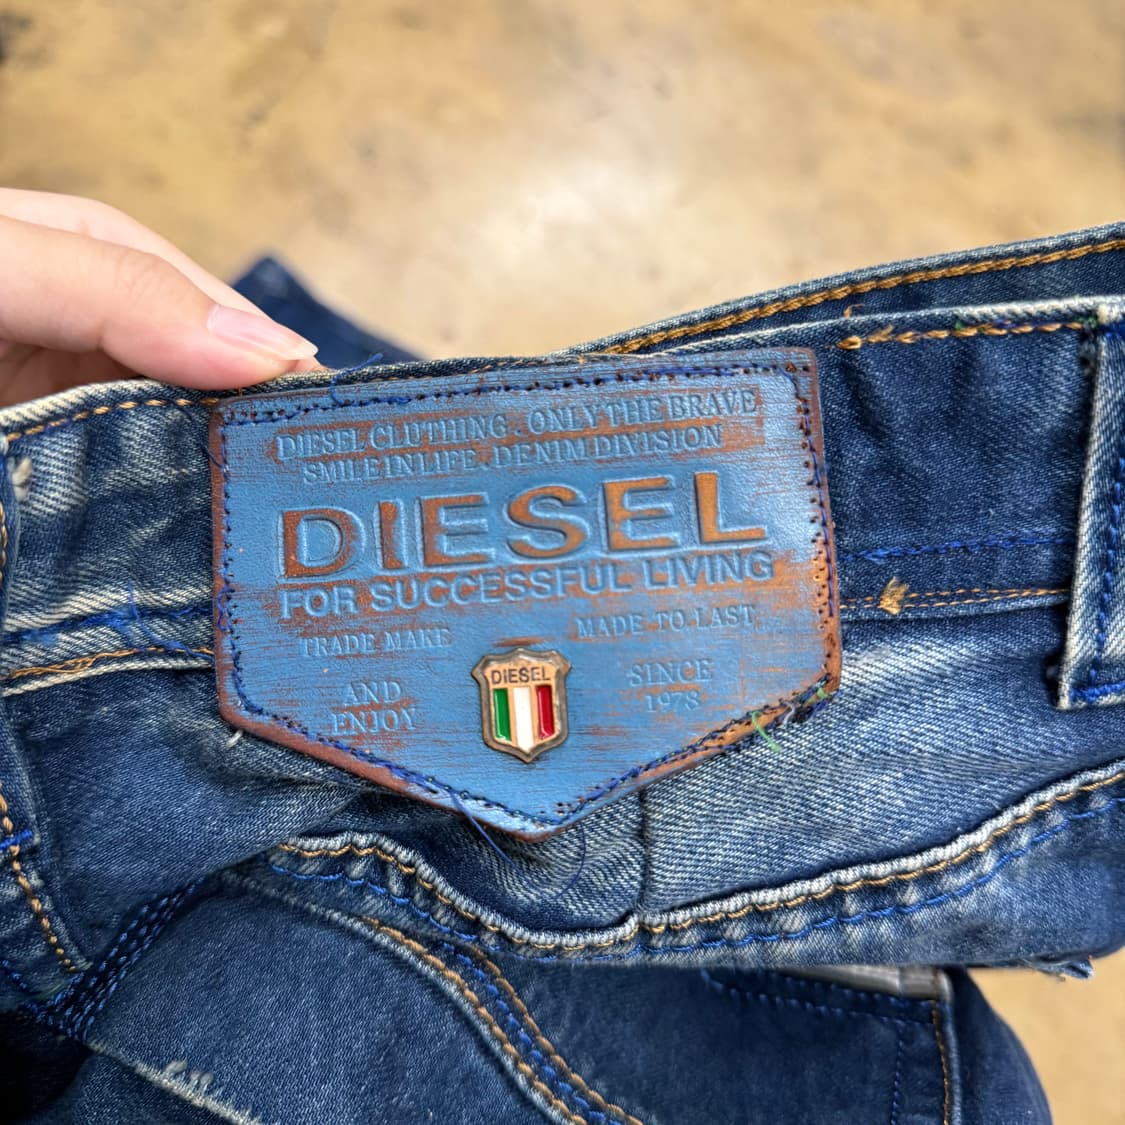 DIESEL CLUTHING . ONLY THE BRAVE
SMILE IN LIFE . DENIM DIVISION
DIESEL
FOR SUCCESSFUL LIVING
TRADE MAKE
MADE TO LAST
AND
ENJOY
DIESEL
SINCE
1978